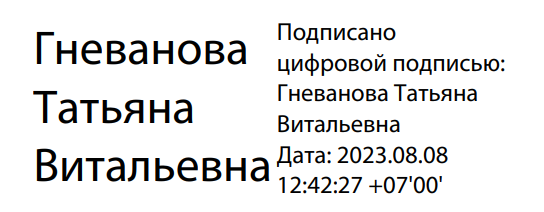 Гневанова
Татьяна
Витальевна
Подписано
цифровой подписью:
Гневанова Татьяна
Витальевна
Дата: 2023.08.08
12:42:27 +07'00'